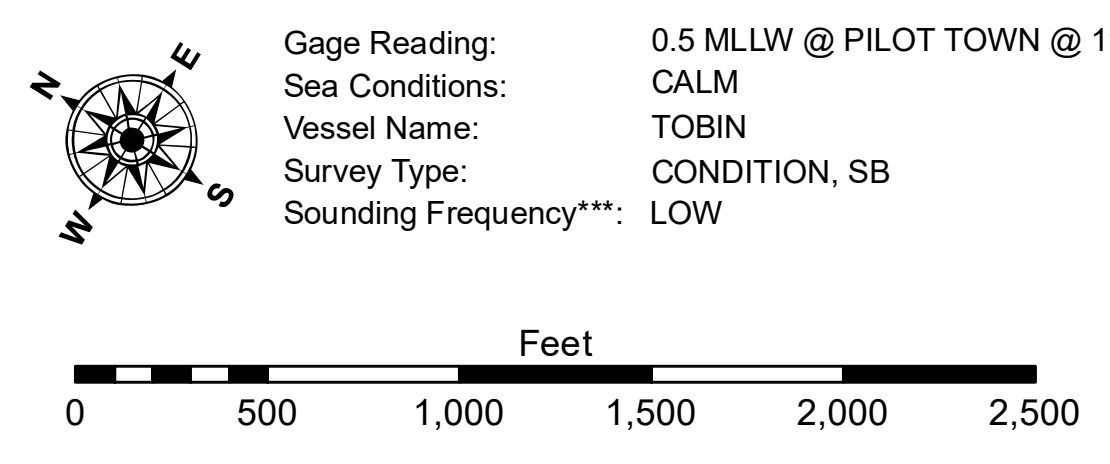 N
E
S
W
Gage Reading: 0.5 MLLW @ PILOT TOWN @ 1
Sea Conditions: CALM
Vessel Name: TOBIN
Survey Type: CONDITION, SB
Sounding Frequency***: LOW
Feet
0 500 1,000 1,500 2,000 2,500